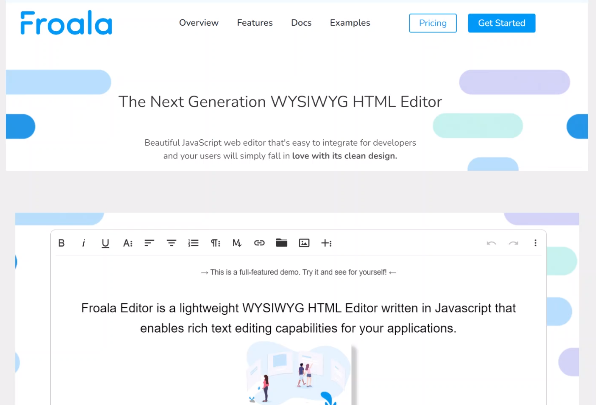 Froala
Overview Features Docs Examples Pricing Get Started
The Next Generation WYSIWYG HTML Editor
Beautiful JavaScript web editor that's easy to integrate for developers
and your users will simply fall in love with its clean design.
→ This is a full-featured demo. Try it and see for yourself! ←
Froala Editor is a lightweight WYSIWYG HTML Editor written in Javascript that
enables rich text editing capabilities for your applications.